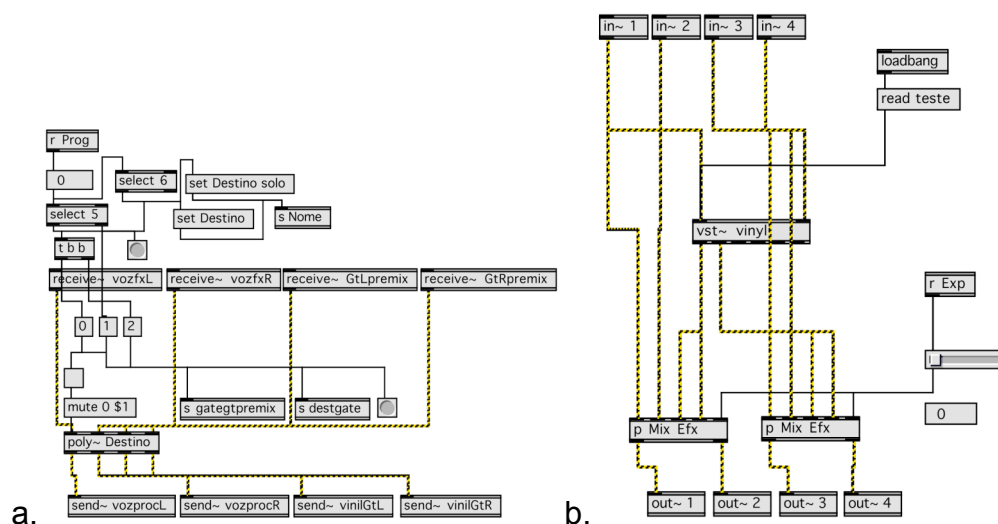 r Prog
0
select 6
set Destino solo
select 5
set Destino
s Nome
t b b
receive~ vozfxL
receive~ vozfxR
receive~ GtLpremix
receive~ GtRpremix
0
1
2
mute 0 $1
s gategtpremix
s destgate
poly~ Destino
send~ vozprocL
send~ vozprocR
send~ vinilGtL
send~ vinilGtR
a.
in~ 1
in~ 2
in~ 3
in~ 4
loadbang
read teste
vst~ vinyl
r Exp
0
p Mix Efx
p Mix Efx
out~ 1
out~ 2
out~ 3
out~ 4
b.